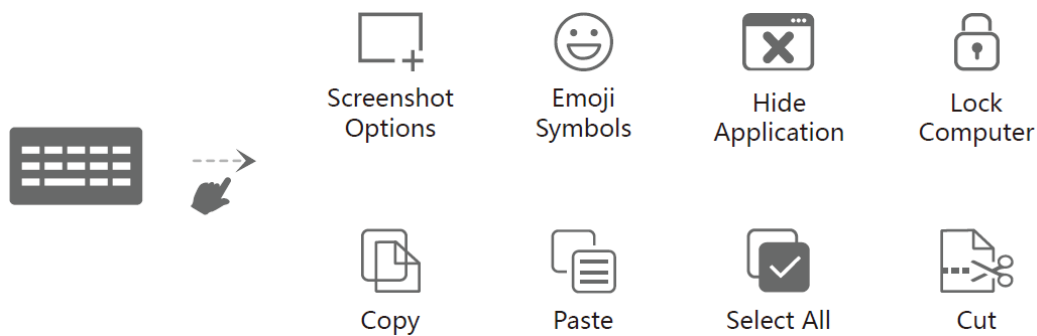 Screenshot
Options
Emoji
Symbols
Hide
Application
Lock
Computer
Copy
Paste
Select All
Cut